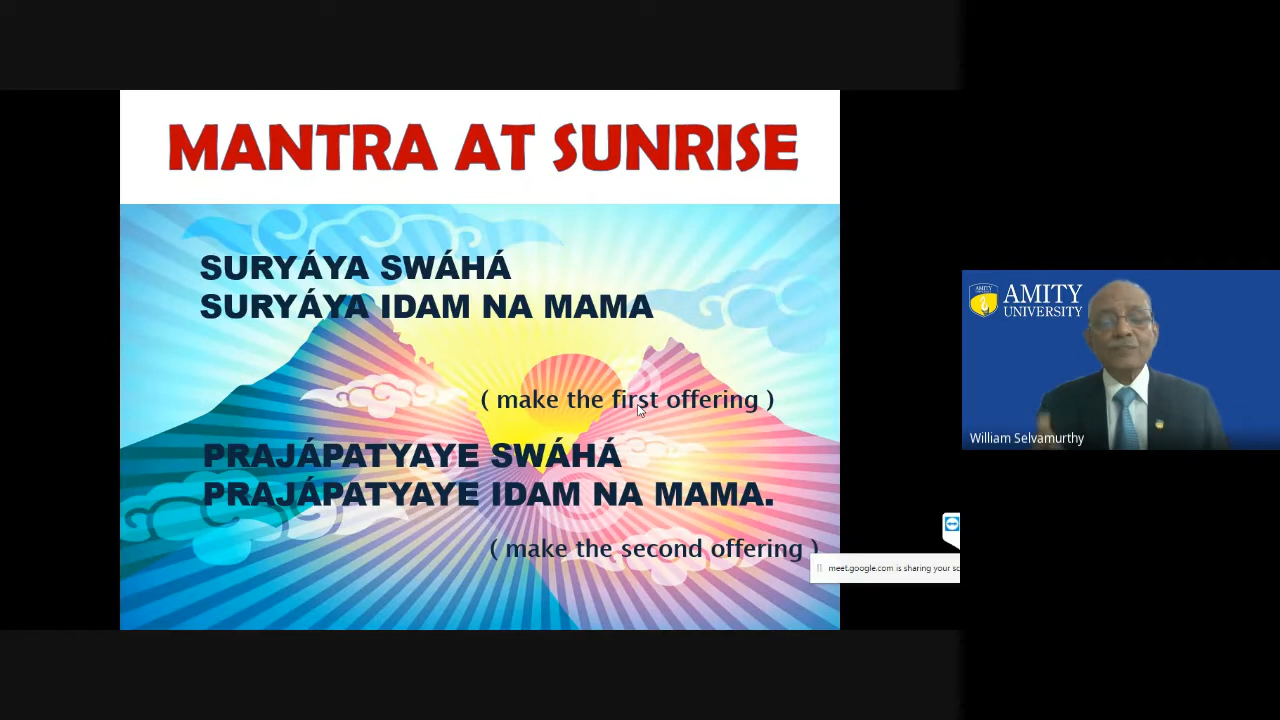 MANTRA AT SUNRISE
SURYÁYA SWÁHÁ
SURYÁYA IDAM NA MAMA
( make the first offering )
PRAJÁPATYAYE SWÁHÁ
PRAJÁPATYAYE IDAM NA MAMA.
( make the second offering )
meet.google.com is sharing your sc
AMITY
AMITY
UNIVERSITY
William Selvamurthy